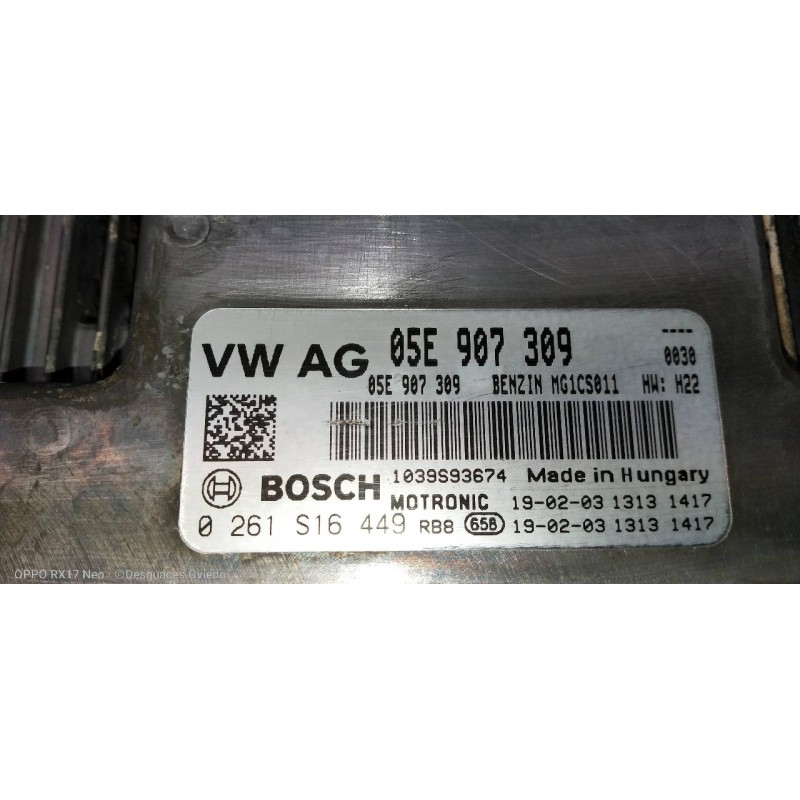 VW AG 05E 907 309 ----
0030
05E 907 309 BENZIN MG1CS011 HW: H22
1039S93674 Made in Hungary
BOSCH MOTRONIC 19-02-03 1313 1417
0 261 S16 449 RB8 658 19-02-03 1313 1417
OPPO RX17 Neo · ©Desguaces Oviedo